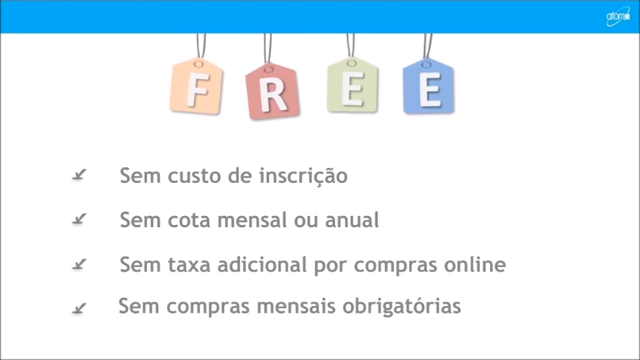 atomy
FREE
Sem custo de inscrição
Sem cota mensal ou anual
Sem taxa adicional por compras online
Sem compras mensais obrigatórias